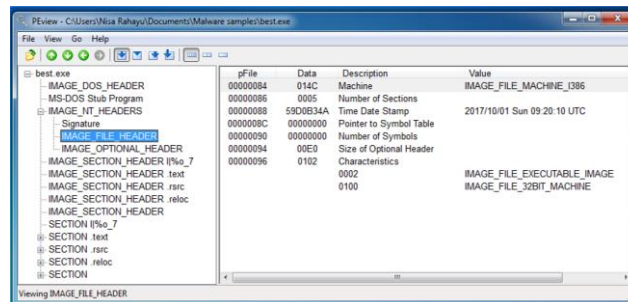 PEview - C:\Users\Nisa Rahayu\Documents\Malware samples\best.exe
File View Go Help
best.exe
IMAGE_DOS_HEADER
MS-DOS Stub Program
IMAGE_NT_HEADERS
Signature
IMAGE_FILE_HEADER
IMAGE_OPTIONAL_HEADER
IMAGE_SECTION_HEADER I|%o_7
IMAGE_SECTION_HEADER .text
IMAGE_SECTION_HEADER .rsrc
IMAGE_SECTION_HEADER .reloc
IMAGE_SECTION_HEADER
SECTION I|%o_7
SECTION .text
SECTION .rsrc
SECTION .reloc
SECTION
pFile Data Description Value
00000084 014C Machine IMAGE_FILE_MACHINE_I386
00000086 0005 Number of Sections
00000088 59D0B34A Time Date Stamp 2017/10/01 Sun 09:20:10 UTC
0000008C 00000000 Pointer to Symbol Table
00000090 00000000 Number of Symbols
00000094 00E0 Size of Optional Header
00000096 0102 Characteristics
0002 IMAGE_FILE_EXECUTABLE_IMAGE
0100 IMAGE_FILE_32BIT_MACHINE
Viewing IMAGE_FILE_HEADER